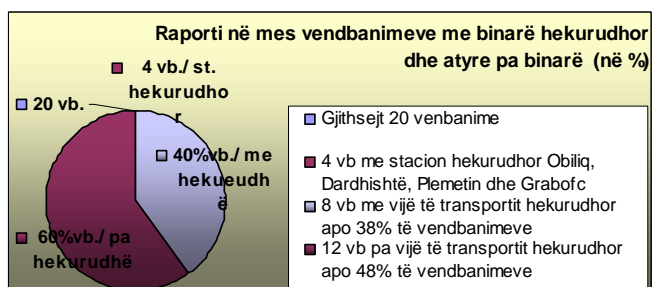 Raporti në mes vendbanimeve me binarë hekurudhor
dhe atyre pa binarë (në %)
4 vb./ st.
hekurudho
r
20 vb.
40%vb./ me
hekueudh
ë
60%vb./ pa
hekurudhë
Gjithsejt 20 venbanime
4 vb me stacion hekurudhor Obiliq,
Dardhishtë, Plemetin dhe Grabofc
8 vb me vijë të transportit hekurudhor
apo 38% të vendbanimeve
12 vb pa vijë të transportit hekurudhor
apo 48% të vendbanimeve